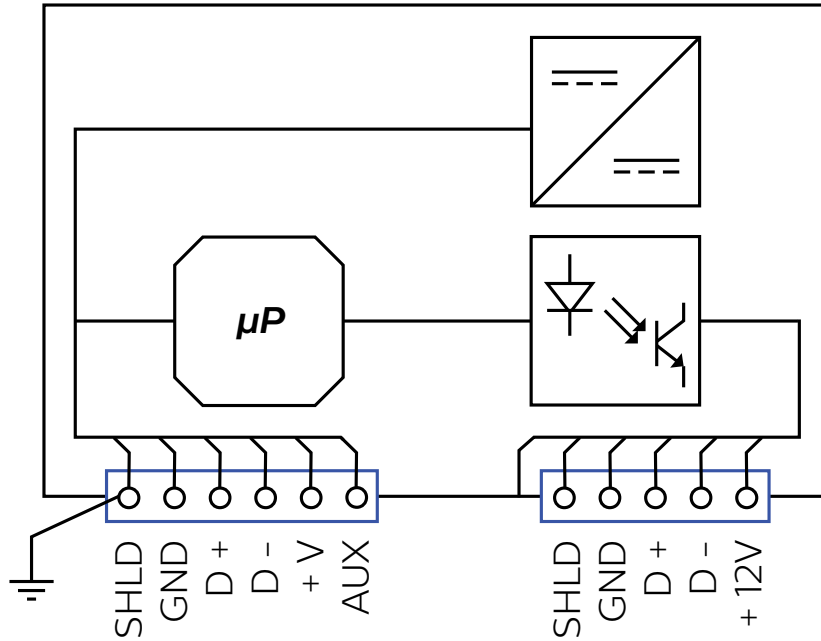 µP
SHLD
GND
D +
D -
+ V
AUX
SHLD
GND
D +
D -
+ 12V